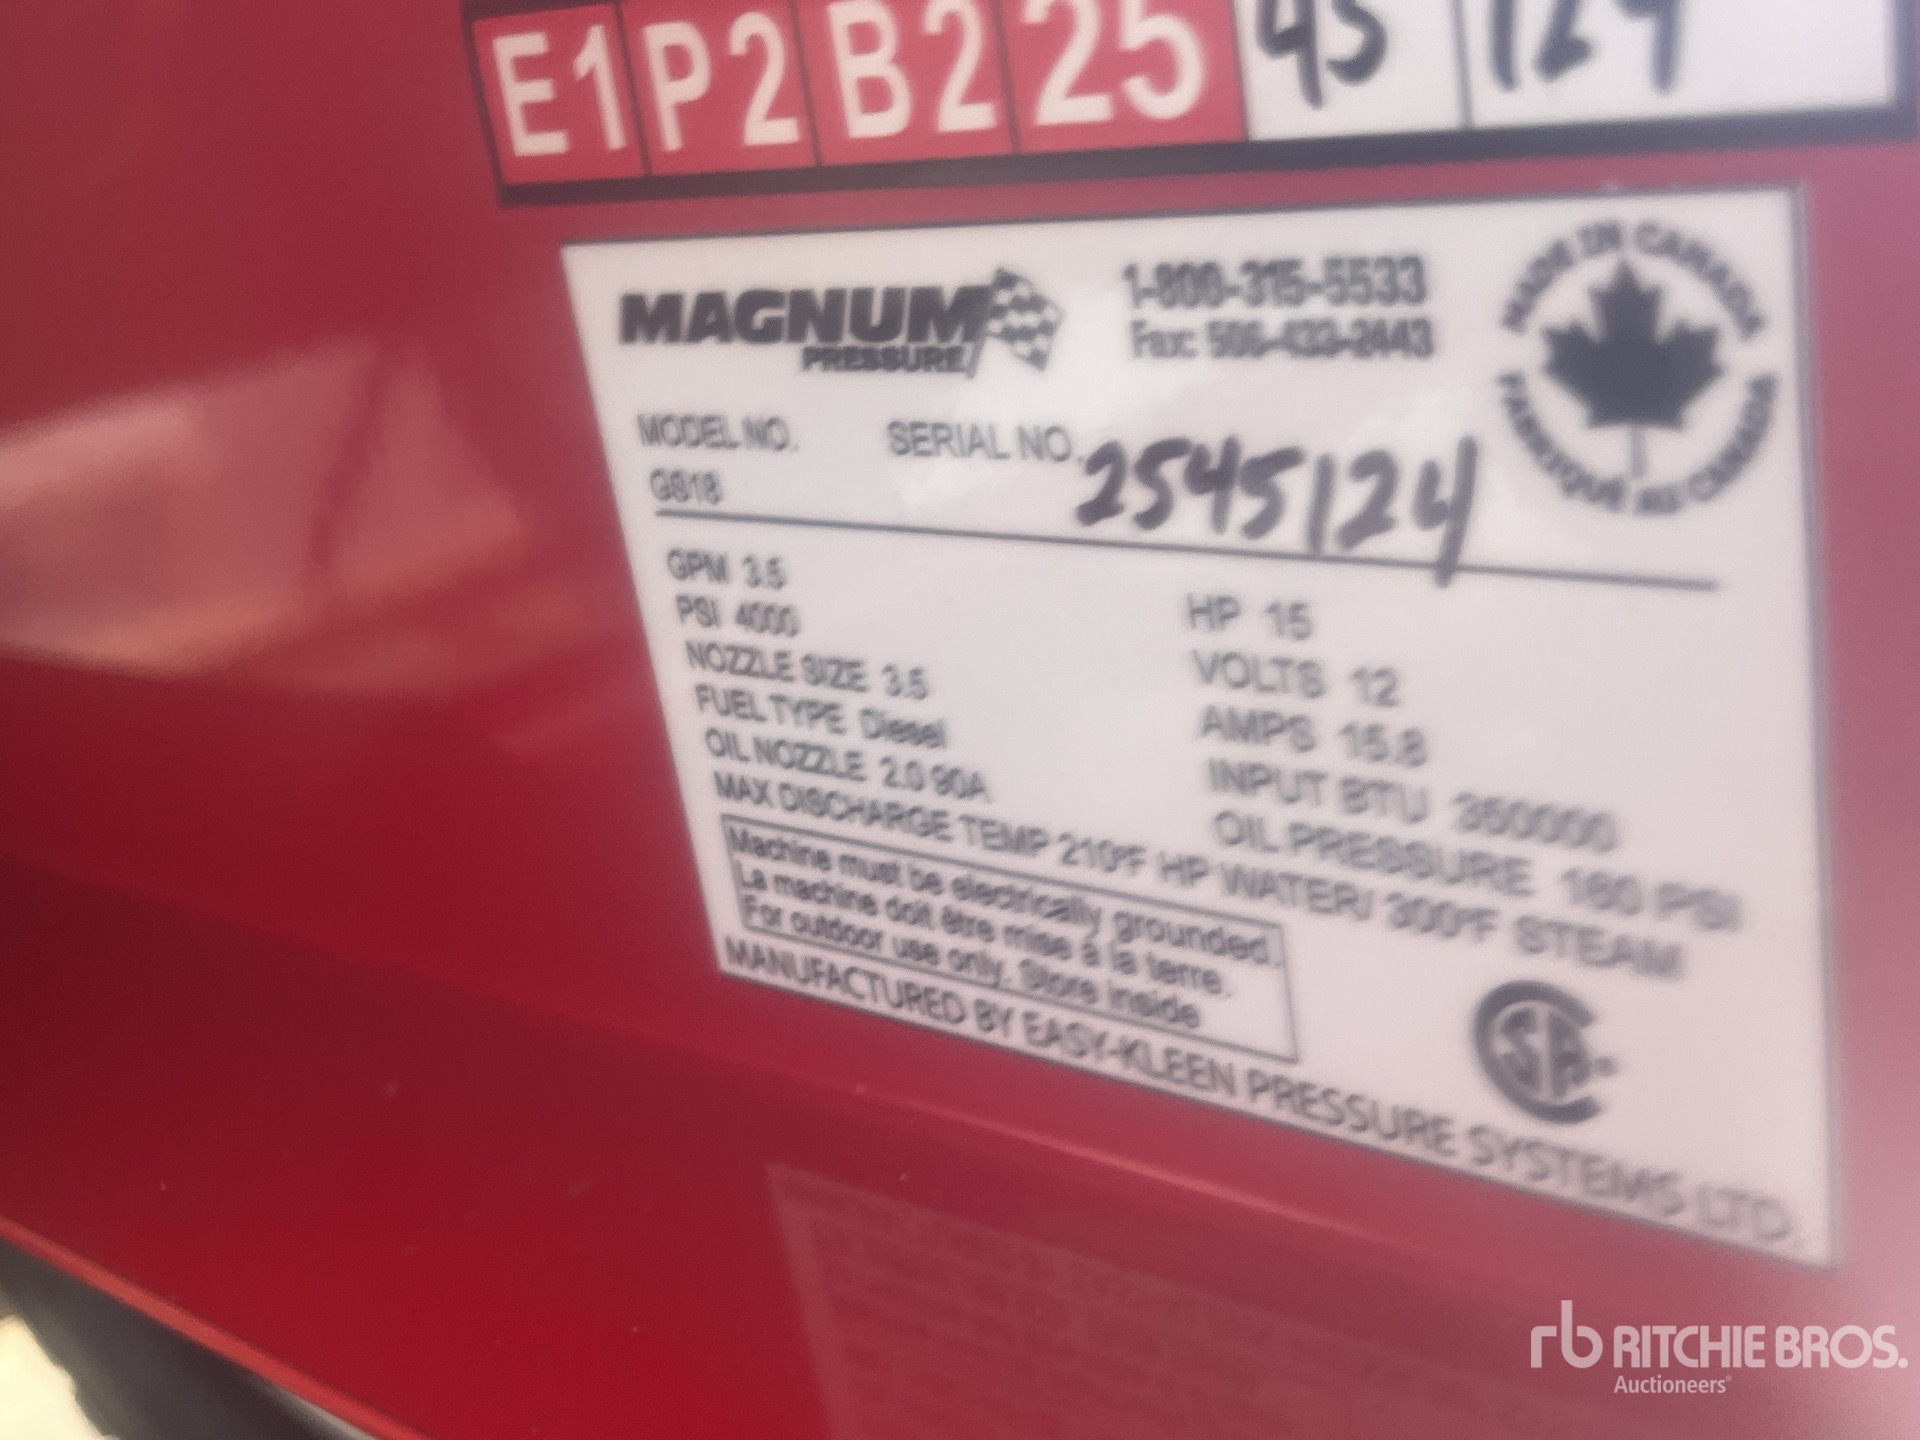 E1 P2 B2 25 45 124
MAGNUM
PRESSURE
1-800-315-5533
Fax: 506-433-2443
MADE IN CANADA
FABRIQUÉ AU CANADA
MODEL NO.
GS18
SERIAL NO. 2545124
GPM 3.5
PSI 4000
NOZZLE SIZE 3.5
FUEL TYPE Diesel
OIL NOZZLE 2.0 90A
HP 15
VOLTS 12
AMPS 15.8
INPUT BTU 350000
OIL PRESSURE 160 PSI
MAX DISCHARGE TEMP 210°F HP WATER/ 300°F STEAM
Machine must be electrically grounded.
La machine doit être mise à la terre.
For outdoor use only. Store Inside
MANUFACTURED BY EASY-KLEEN PRESSURE SYSTEMS LTD.
rb RITCHIE BROS.
Auctioneers